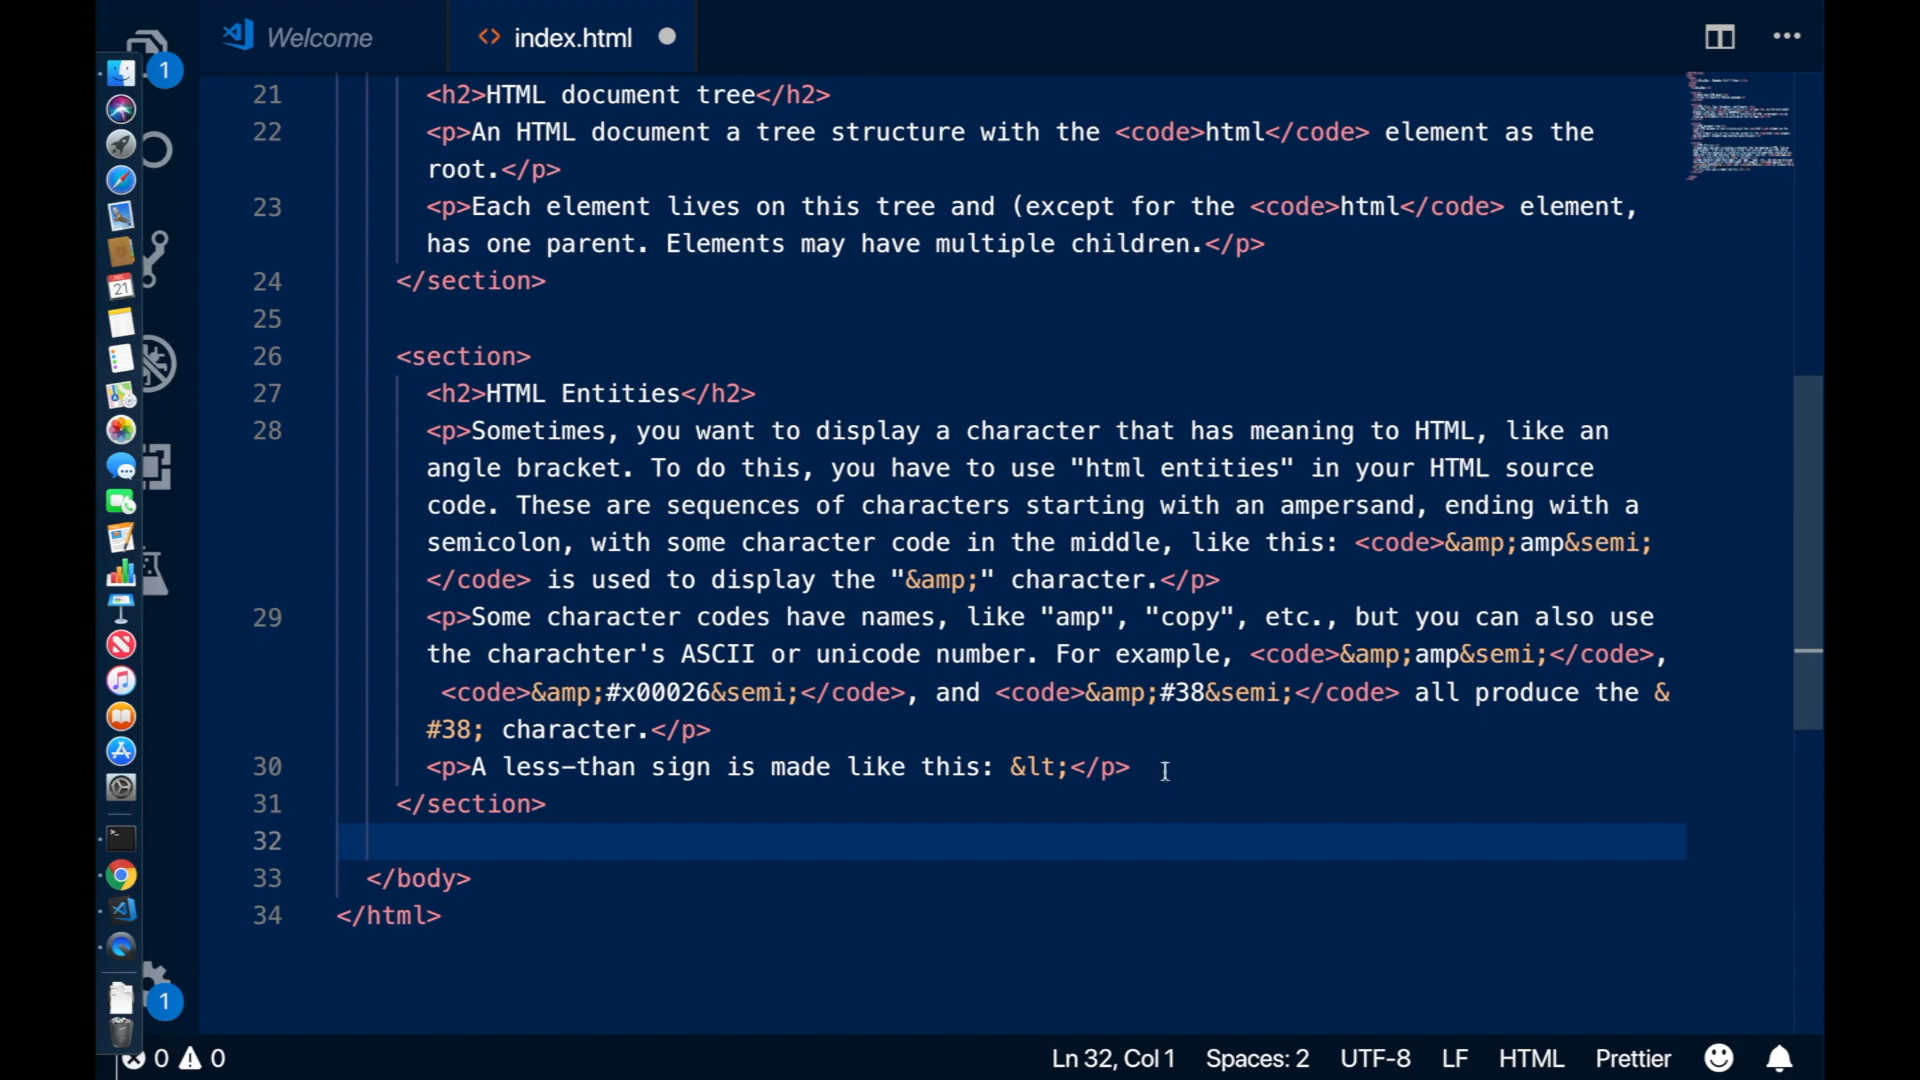 Welcome
<> index.html
21 <h2>HTML document tree</h2>
22 <p>An HTML document a tree structure with the <code>html</code> element as the
root.</p>
23 <p>Each element lives on this tree and (except for the <code>html</code> element,
has one parent. Elements may have multiple children.</p>
24 </section>
25
26 <section>
27 <h2>HTML Entities</h2>
28 <p>Sometimes, you want to display a character that has meaning to HTML, like an
angle bracket. To do this, you have to use "html entities" in your HTML source
code. These are sequences of characters starting with an ampersand, ending with a
semicolon, with some character code in the middle, like this: <code>&amp;amp&semi;
</code> is used to display the "&amp;" character.</p>
29 <p>Some character codes have names, like "amp", "copy", etc., but you can also use
the charachter's ASCII or unicode number. For example, <code>&amp;amp&semi;</code>,
<code>&amp;#x00026&semi;</code>, and <code>&amp;#38&semi;</code> all produce the &
#38; character.</p>
30 <p>A less-than sign is made like this: &lt;</p>
31 </section>
32
33 </body>
34 </html>
1
21
1
0 0
Ln 32, Col 1 Spaces: 2 UTF-8 LF HTML Prettier